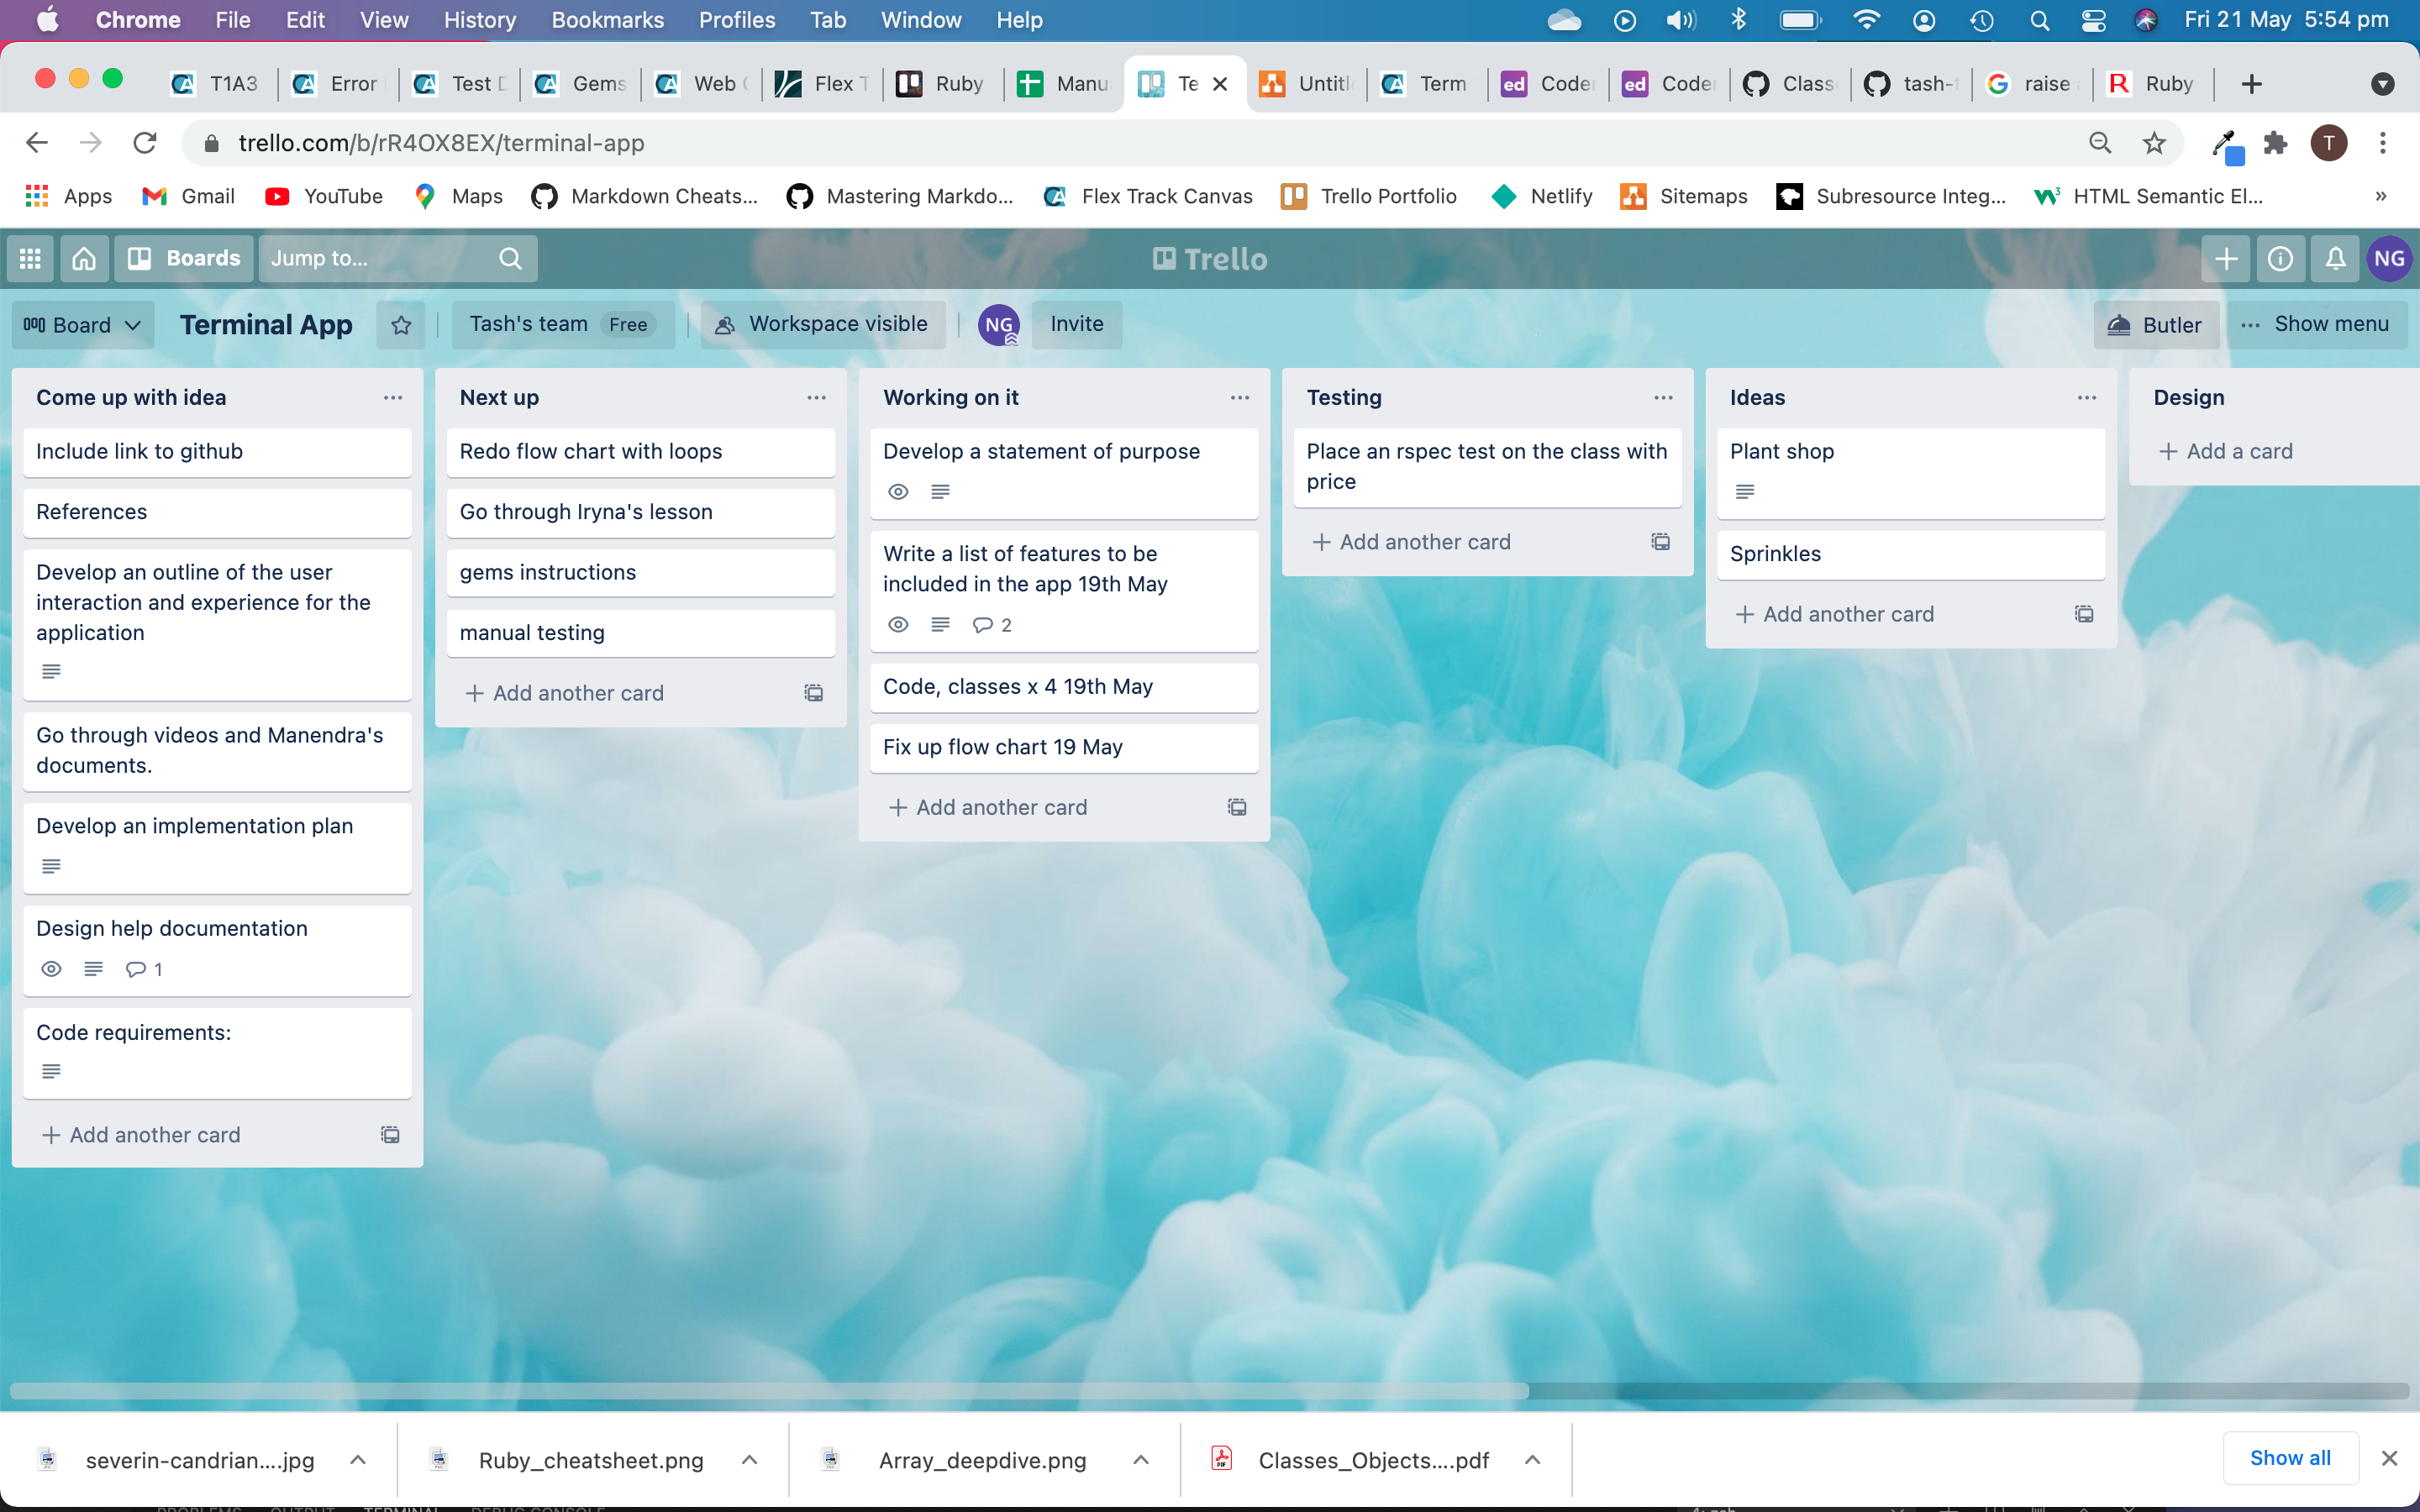 Chrome File Edit View History Bookmarks Profiles Tab Window Help Fri 21 May 5:54 pm
T1A3 Error Test D Gems Web Flex T Ruby Manu Te Untitl Term Coder Coder Class tash- raise Ruby
trello.com/b/rR4OX8EX/terminal-app T
Apps Gmail YouTube Maps Markdown Cheats... Mastering Markdo... Flex Track Canvas Trello Portfolio Netlify Sitemaps Subresource Integ... HTML Semantic El... »
Boards Jump to... Trello NG
Board Terminal App Tash's team Free Workspace visible NG Invite Butler ... Show menu
Come up with idea
Include link to github
References
Develop an outline of the user
interaction and experience for the
application
Go through videos and Manendra's
documents.
Develop an implementation plan
Design help documentation
1
Code requirements:
+ Add another card
Next up
Redo flow chart with loops
Go through Iryna's lesson
gems instructions
manual testing
+ Add another card
Working on it
Develop a statement of purpose
Write a list of features to be
included in the app 19th May
2
Code, classes x 4 19th May
Fix up flow chart 19 May
+ Add another card
Testing
Place an rspec test on the class with
price
+ Add another card
Ideas
Plant shop
Sprinkles
+ Add another card
Design
+ Add a card
severin-candrian....jpg Ruby_cheatsheet.png Array_deepdive.png Classes_Objects....pdf Show all